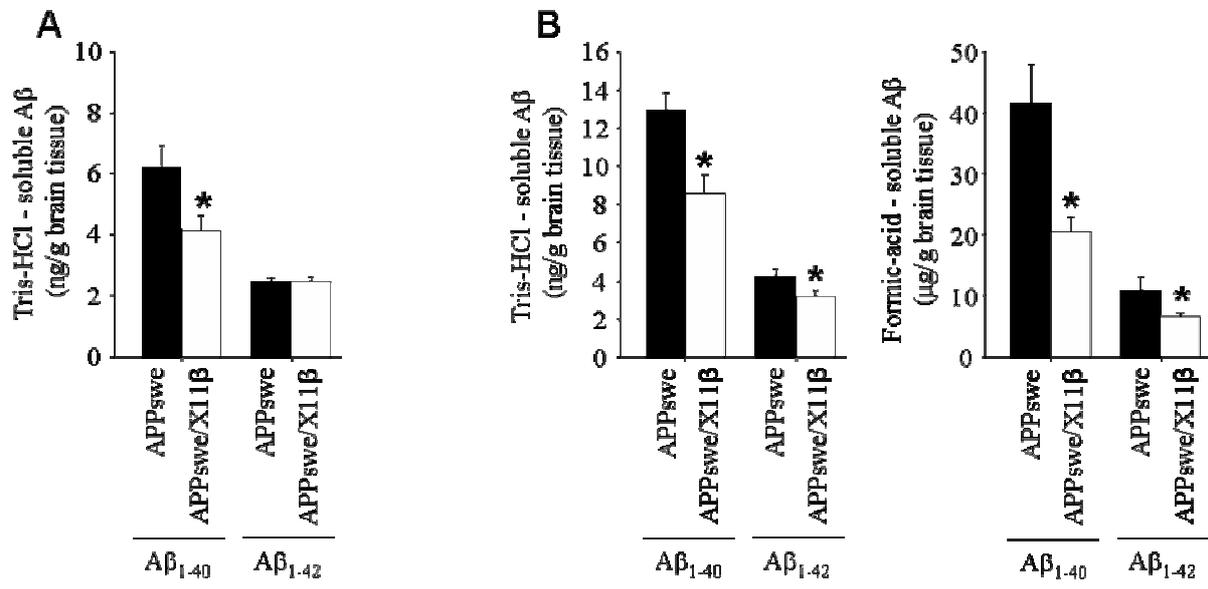 A
Tris-HCl - soluble Aβ
(ng/g brain tissue)
10
8
6
4
2
0
*
APPswe
APPswe/X11β
APPswe
APPswe/X11β
Aβ1-40
Aβ1-42
B
Tris-HCl - soluble Aβ
(ng/g brain tissue)
16
14
12
10
8
6
4
2
0
*
*
APPswe
APPswe/X11β
APPswe
APPswe/X11β
Aβ1-40
Aβ1-42
Formic-acid - soluble Aβ
(µg/g brain tissue)
50
40
30
20
10
0
*
*
APPswe
APPswe/X11β
APPswe
APPswe/X11β
Aβ1-40
Aβ1-42